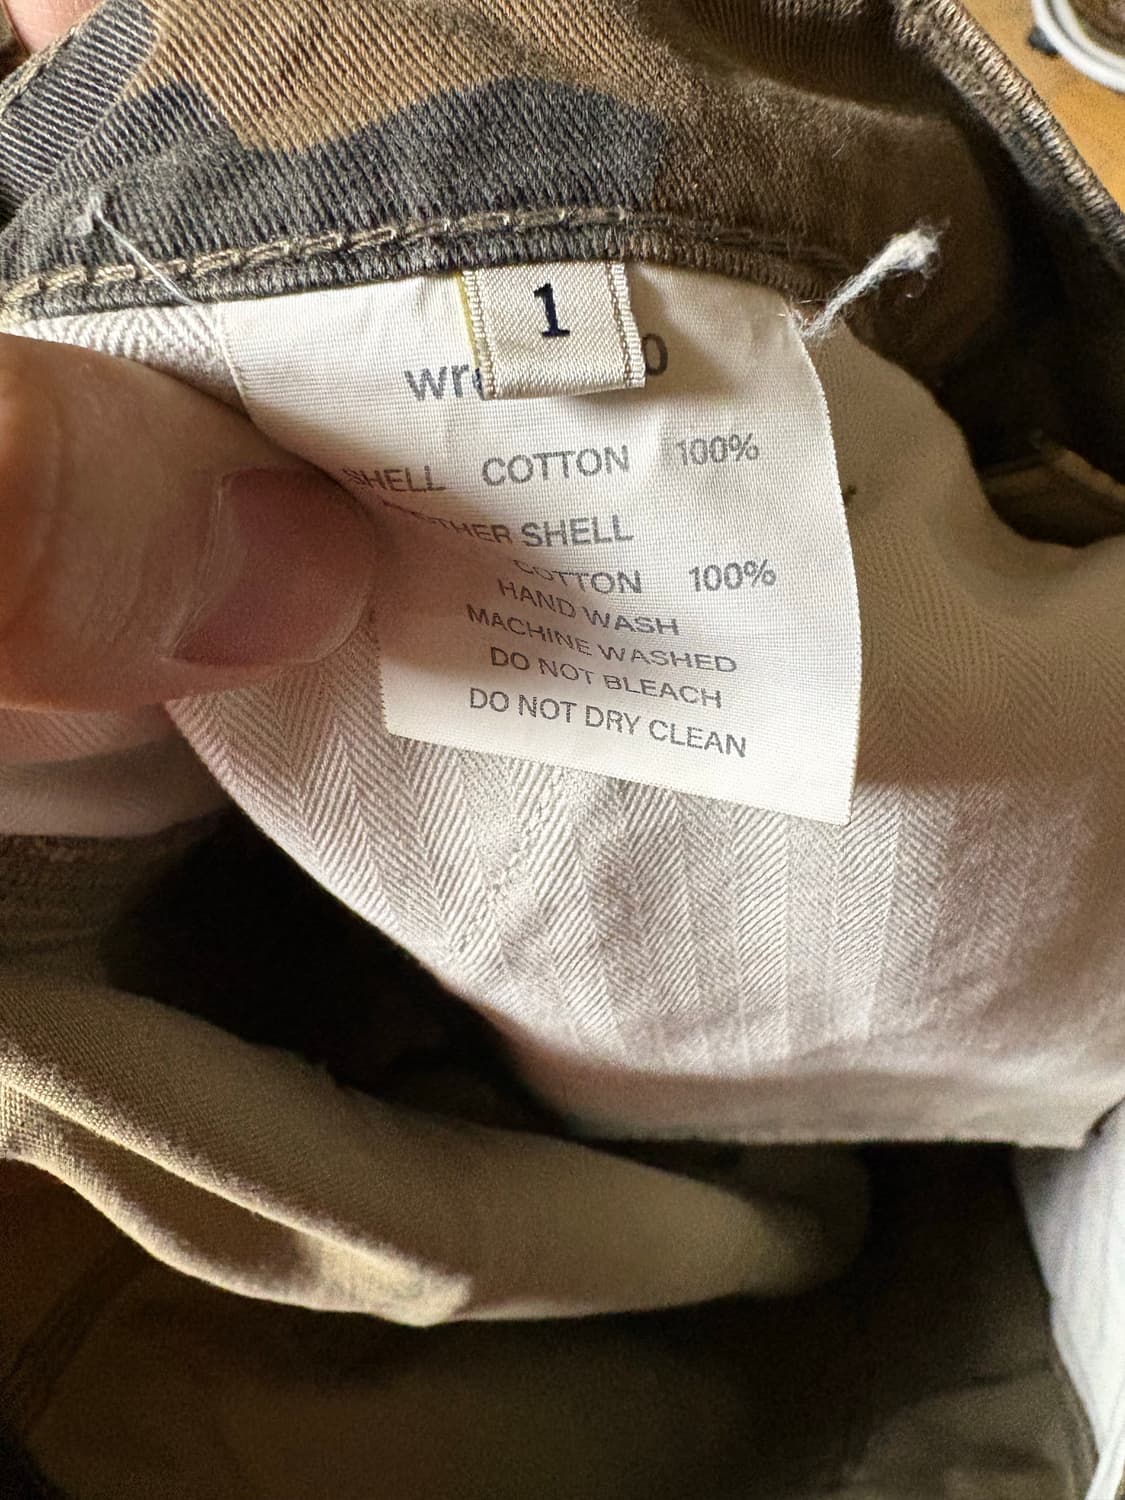 1
SHELL COTTON 100%
SHELL
COTTON 100%
HAND WASH
MACHINE WASHED
DO NOT BLEACH
DO NOT DRY CLEAN